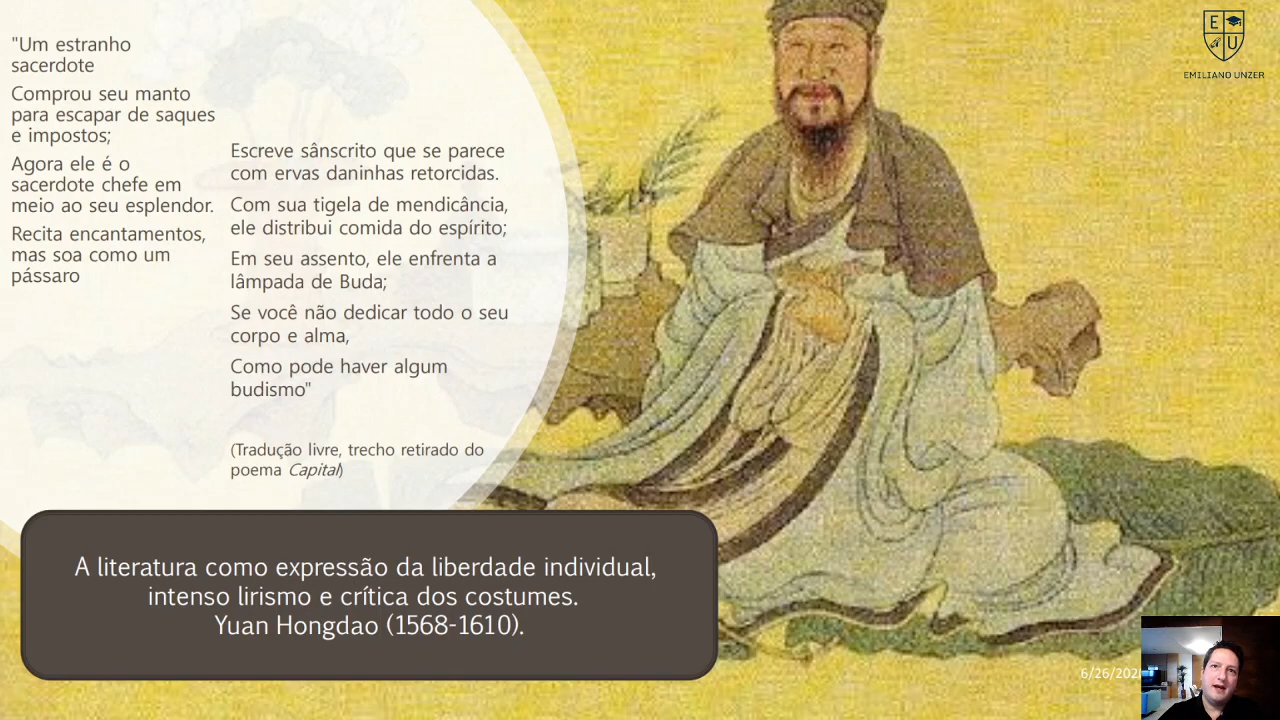 "Um estranho
sacerdote
Comprou seu manto
para escapar de saques
e impostos;
Agora ele é o
sacerdote chefe em
meio ao seu esplendor.
Recita encantamentos,
mas soa como um
pássaro
Escreve sânscrito que se parece
com ervas daninhas retorcidas.
Com sua tigela de mendicância,
ele distribui comida do espírito;
Em seu assento, ele enfrenta a
lâmpada de Buda;
Se você não dedicar todo o seu
corpo e alma,
Como pode haver algum
budismo"
(Tradução livre, trecho retirado do
poema Capital)
A literatura como expressão da liberdade individual,
intenso lirismo e crítica dos costumes.
Yuan Hongdao (1568-1610).
E
U
EMILIANO UNZER
6/26/202